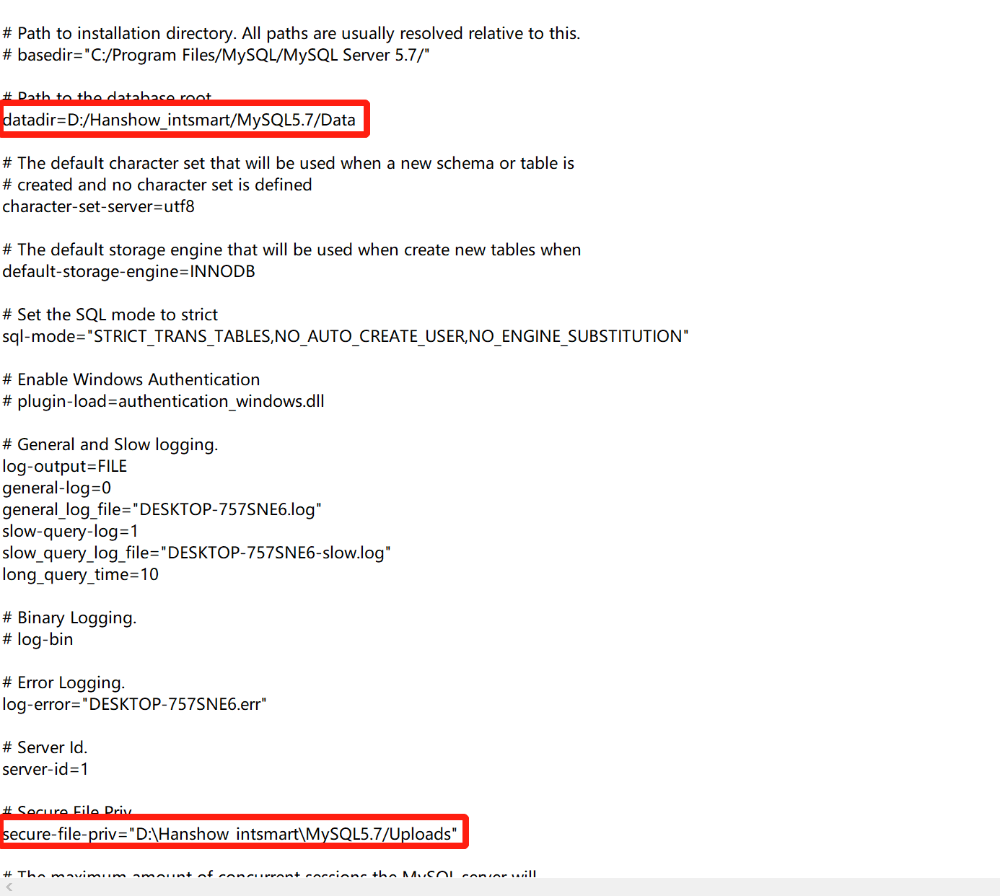 # Path to installation directory. All paths are usually resolved relative to this.
# basedir="C:/Program Files/MySQL/MySQL Server 5.7/"
# Path to the database root
datadir=D:/Hanshow_intsmart/MySQL5.7/Data
# The default character set that will be used when a new schema or table is
# created and no character set is defined
character-set-server=utf8
# The default storage engine that will be used when create new tables when
default-storage-engine=INNODB
# Set the SQL mode to strict
sql-mode="STRICT_TRANS_TABLES,NO_AUTO_CREATE_USER,NO_ENGINE_SUBSTITUTION"
# Enable Windows Authentication
# plugin-load=authentication_windows.dll
# General and Slow logging.
log-output=FILE
general-log=0
general_log_file="DESKTOP-757SNE6.log"
slow-query-log=1
slow_query_log_file="DESKTOP-757SNE6-slow.log"
long_query_time=10
# Binary Logging.
# log-bin
# Error Logging.
log-error="DESKTOP-757SNE6.err"
# Server Id.
server-id=1
# Secure File Priv
secure-file-priv="D:\Hanshow_intsmart\MySQL5.7/Uploads"
# The maximum amount of concurrent sessions the MySQL server will